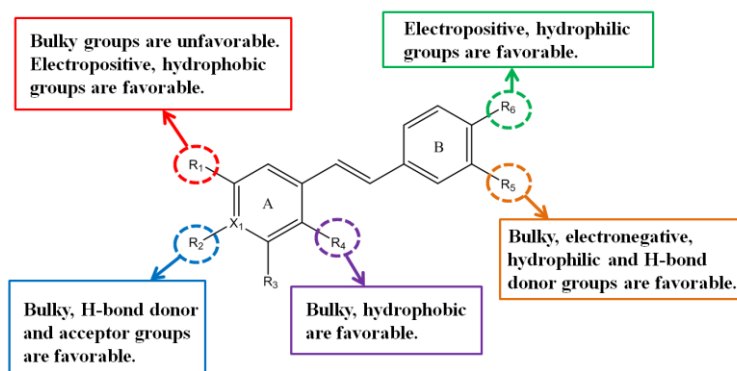 Bulky groups are unfavorable.
Electropositive, hydrophobic
groups are favorable.
Electropositive, hydrophilic
groups are favorable.
R6
B
R1
R5
A
X1
R2
R4
R3
Bulky, electronegative,
hydrophilic and H-bond
donor groups are favorable.
Bulky, H-bond donor
and acceptor groups
are favorable.
Bulky, hydrophobic
are favorable.